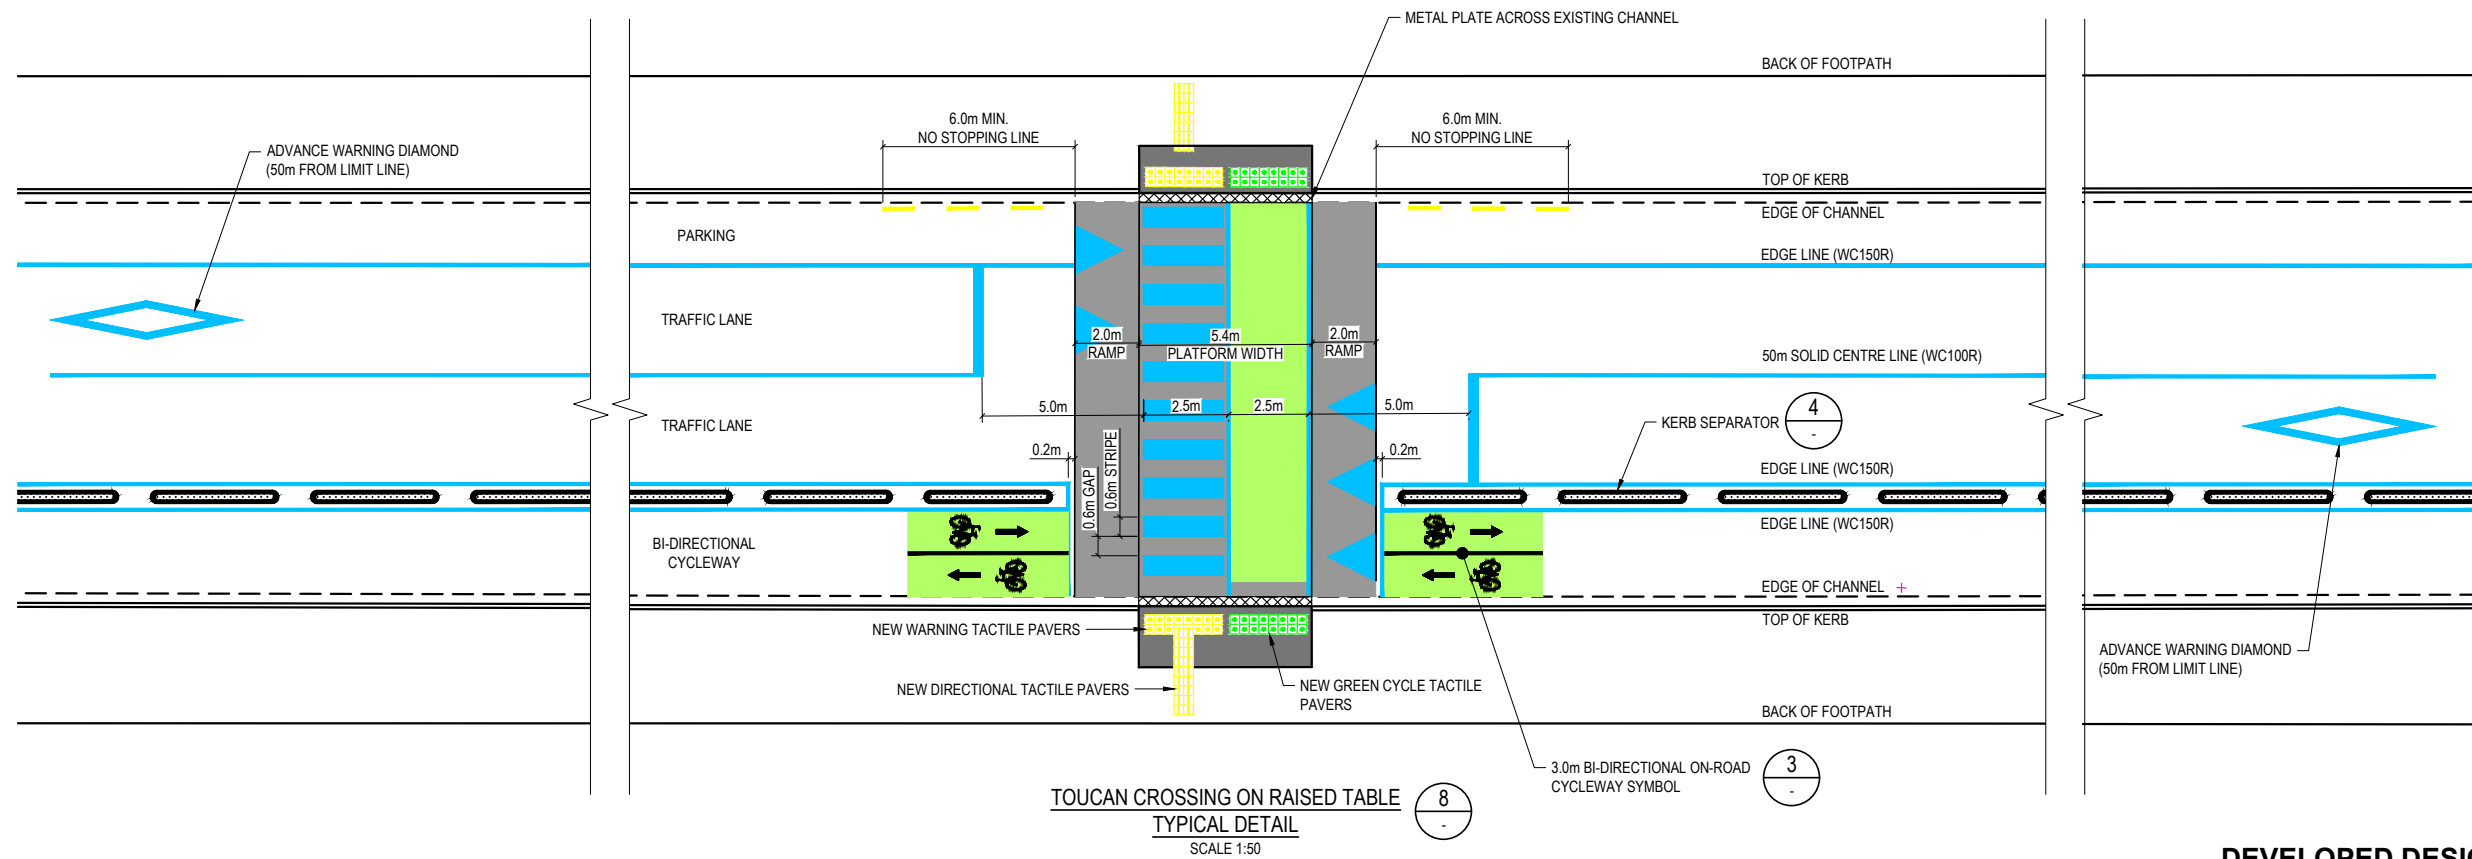 METAL PLATE ACROSS EXISTING CHANNEL
BACK OF FOOTPATH
6.0m MIN.
NO STOPPING LINE
6.0m MIN.
NO STOPPING LINE
ADVANCE WARNING DIAMOND
(50m FROM LIMIT LINE)
TOP OF KERB
EDGE OF CHANNEL
PARKING
EDGE LINE (WC150R)
TRAFFIC LANE
2.0m
RAMP
5.4m
PLATFORM WIDTH
2.0m
RAMP
50m SOLID CENTRE LINE (WC100R)
5.0m
2.5m
2.5m
5.0m
4
-
KERB SEPARATOR
TRAFFIC LANE
0.2m
0.6m GAP
0.6m STRIPE
0.2m
EDGE LINE (WC150R)
EDGE LINE (WC150R)
BI-DIRECTIONAL
CYCLEWAY
EDGE OF CHANNEL
TOP OF KERB
NEW WARNING TACTILE PAVERS
ADVANCE WARNING DIAMOND
(50m FROM LIMIT LINE)
NEW DIRECTIONAL TACTILE PAVERS
NEW GREEN CYCLE TACTILE
PAVERS
BACK OF FOOTPATH
3.0m BI-DIRECTIONAL ON-ROAD
CYCLEWAY SYMBOL
3
-
TOUCAN CROSSING ON RAISED TABLE
TYPICAL DETAIL
SCALE 1:50
8
-
DEVELOPED